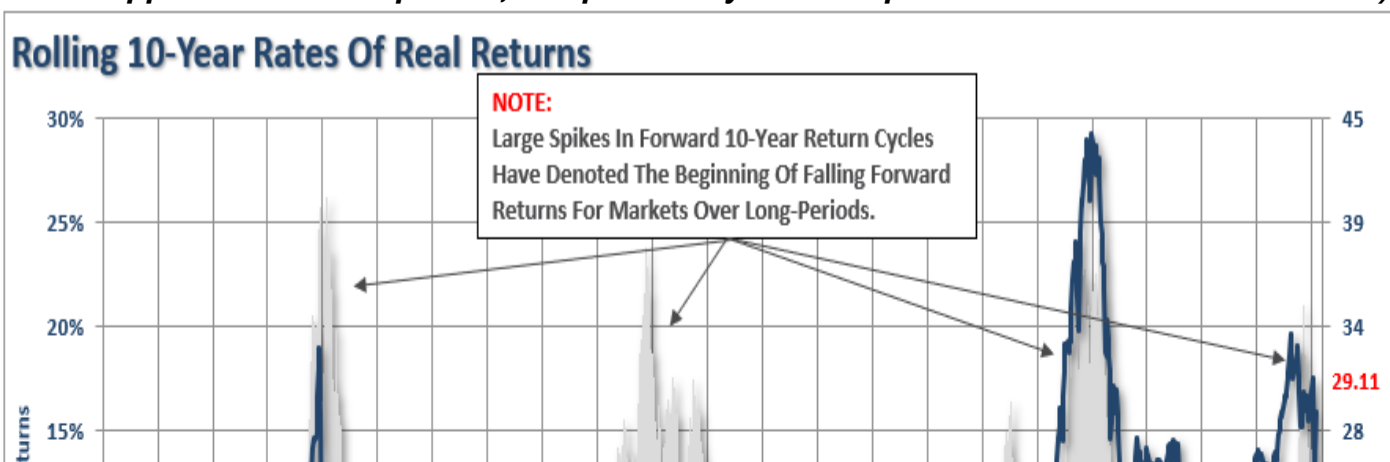 Rolling 10-Year Rates Of Real Returns
NOTE:
Large Spikes In Forward 10-Year Return Cycles
Have Denoted The Beginning Of Falling Forward
Returns For Markets Over Long-Periods.
30%
45
25%
39
20%
34
29.11
15%
28